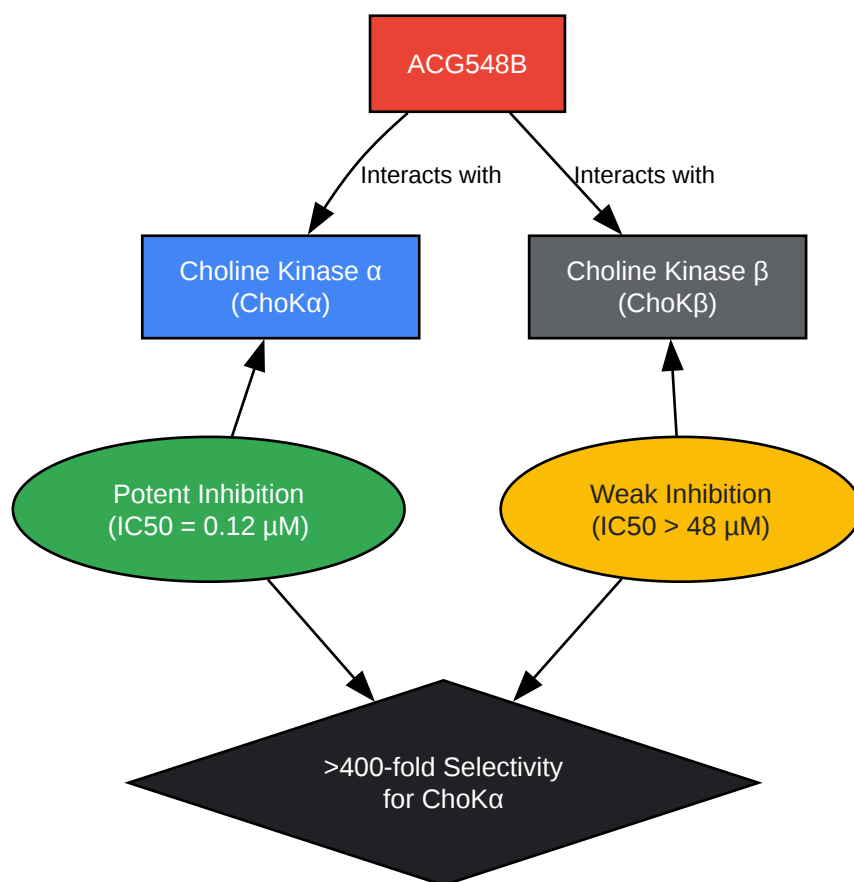 ACG548B
Interacts with
Interacts with
Choline Kinase α
(ChoKα)
Choline Kinase β
(ChoKβ)
Potent Inhibition
(IC50 = 0.12 µM)
Weak Inhibition
(IC50 > 48 µM)
>400-fold Selectivity
for ChoKα